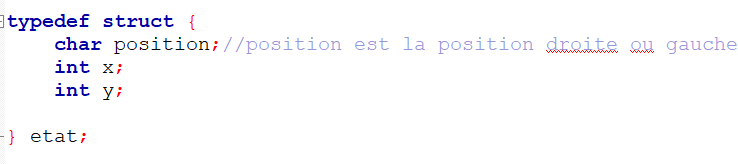 typedef struct {
    char position;//position est la position droite ou gauche
    int x;
    int y;
} etat;